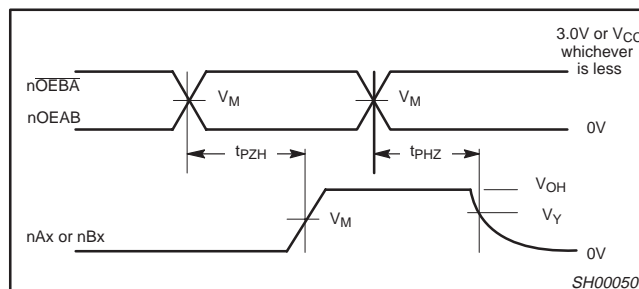 3.0V or VCC
whichever
is less
nOEBA
VM
VM
nOEAB
0V
tPZH
tPHZ
VOH
VM
VY
nAx or nBx
0V
SH00050